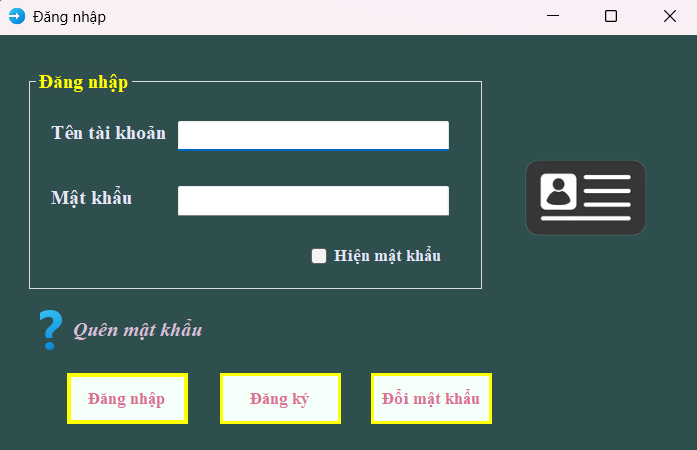 Đăng nhập
Đăng nhập
Tên tài khoản
Mật khẩu
Hiện mật khẩu
Quên mật khẩu
Đăng nhập
Đăng ký
Đổi mật khẩu